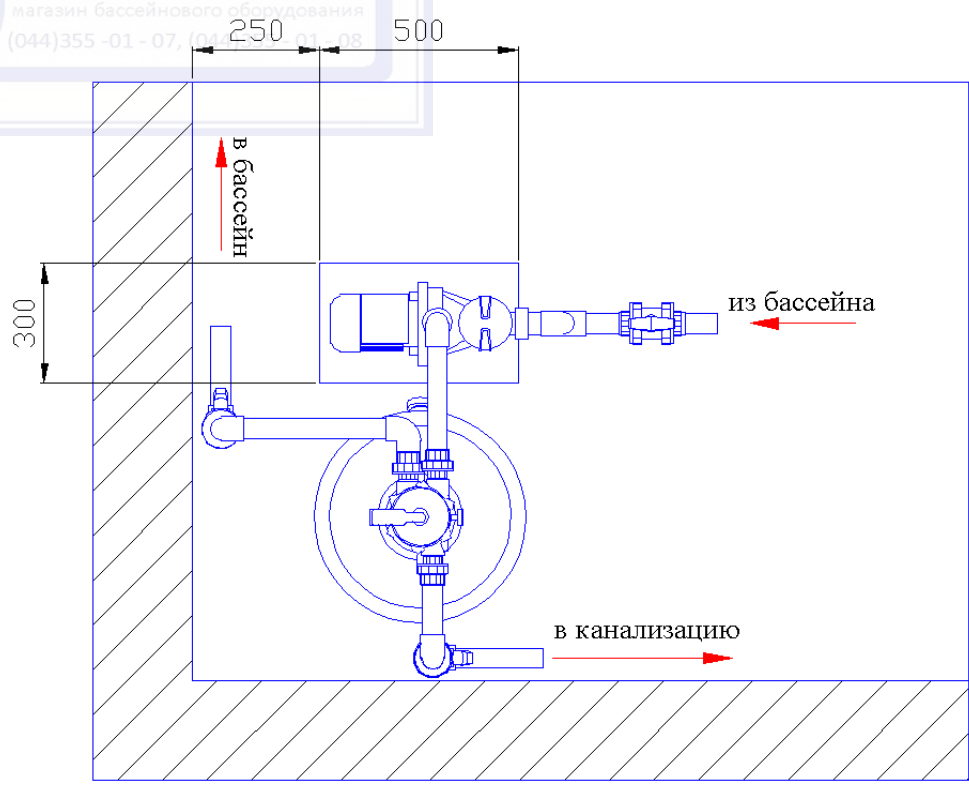 магазин бассейнового оборудования
(044)355 -01 - 07, (044)355 - 01 - 08
250
500
в бассейн
300
из бассейна
в канализацию